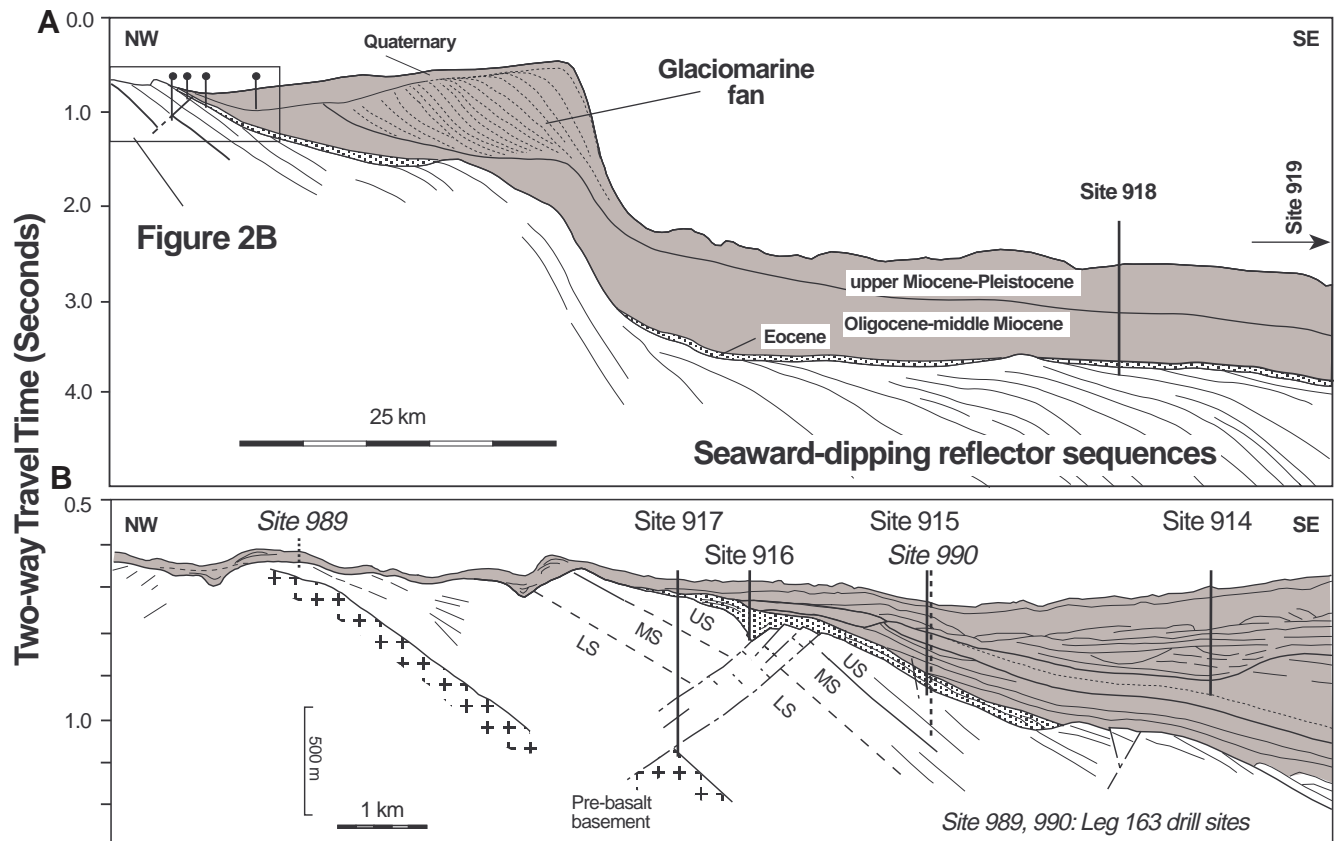 A
0.0
NW
SE
Quaternary
Glaciomarine
fan
1.0
2.0
Site 918
Site 919
Figure 2B
upper Miocene-Pleistocene
3.0
Oligocene-middle Miocene
Eocene
4.0
25 km
Seaward-dipping reflector sequences
Two-way Travel Time (Seconds)
B
0.5
NW
Site 989
Site 917
Site 915
Site 914
SE
Site 916
Site 990
US
MS
LS
US
MS
LS
1.0
500 m
1 km
Pre-basalt
basement
Site 989, 990: Leg 163 drill sites